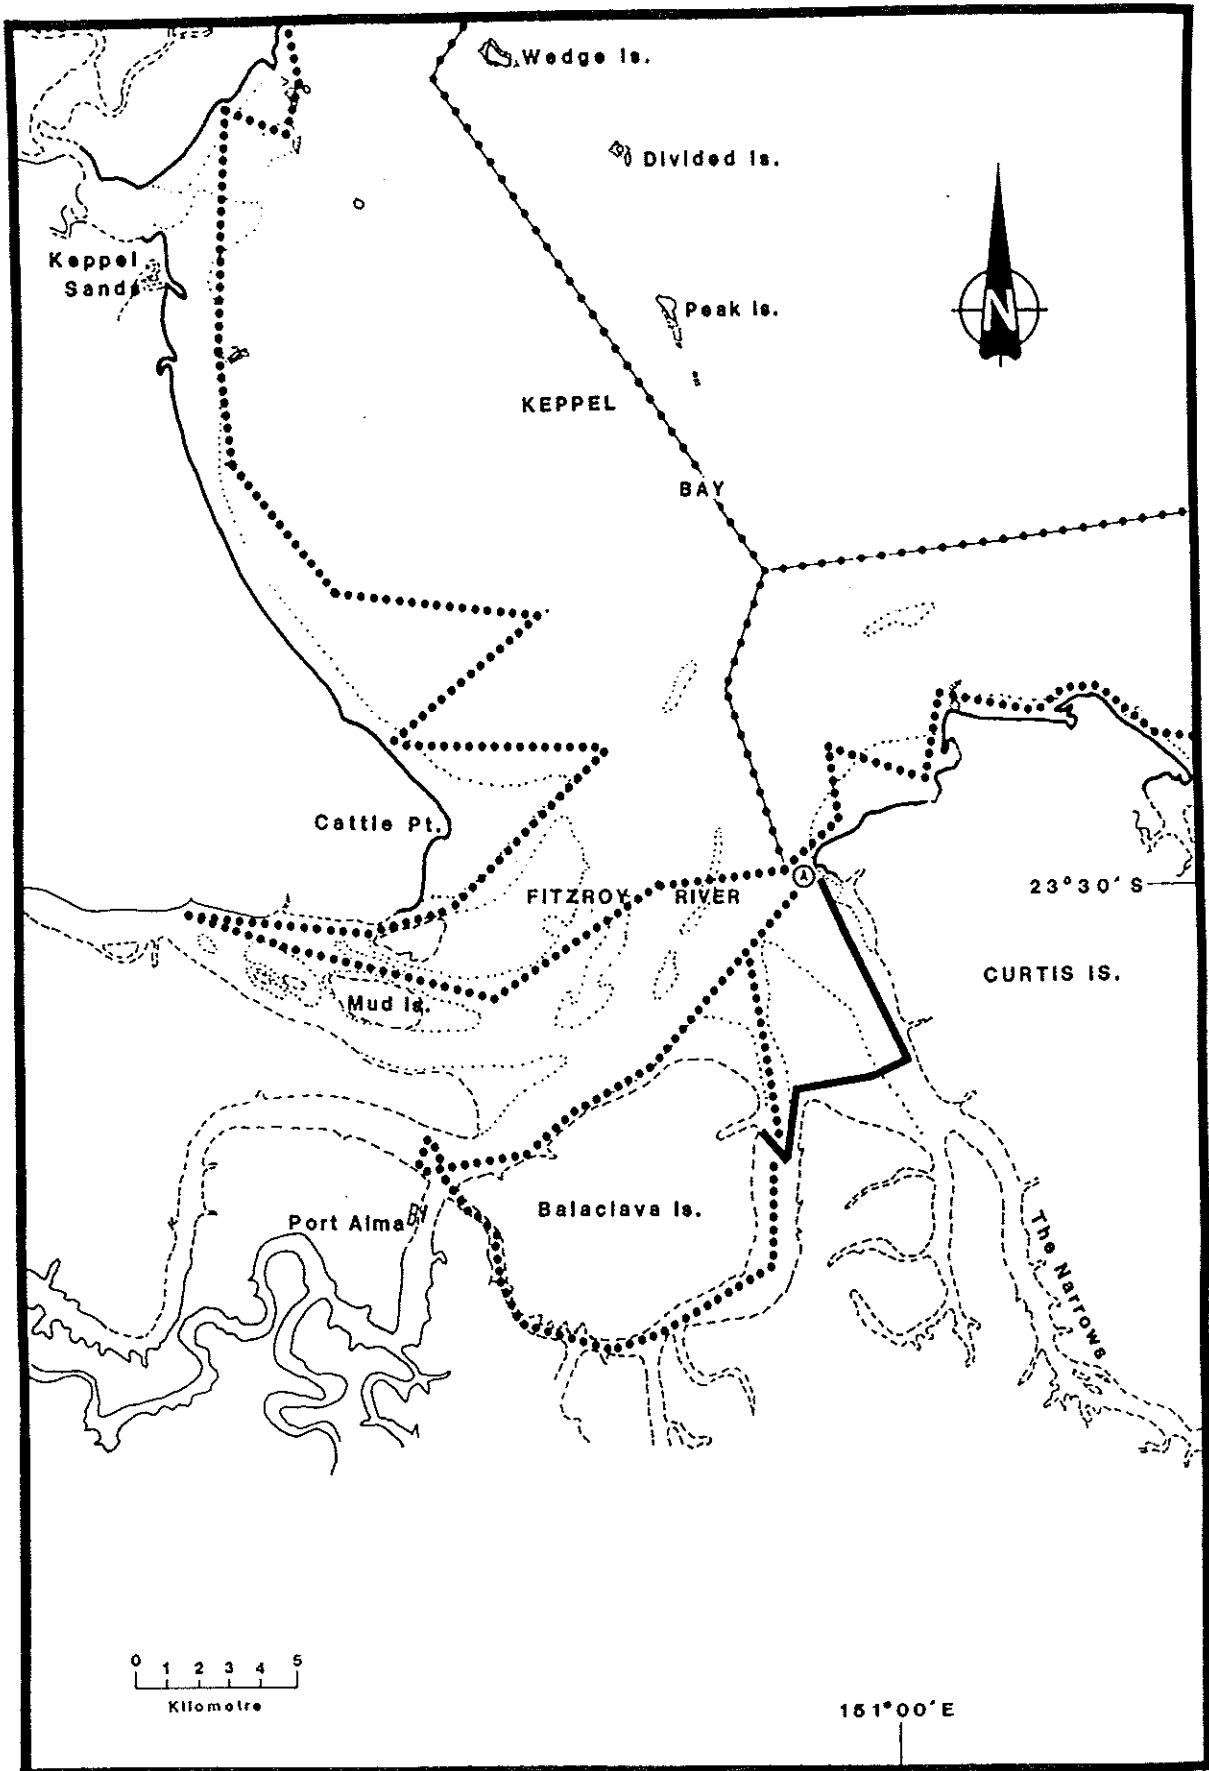 Wedge Is.
Divided Is.
Keppel
Sands
Peak Is.
N
KEPPEL
BAY
Cattle Pt.
FITZROY RIVER
A
23°30'S
CURTIS IS.
Mud Is.
Balaclava Is.
Port Alma
The Narrows
0 1 2 3 4 5
Kilometre
151°00'E